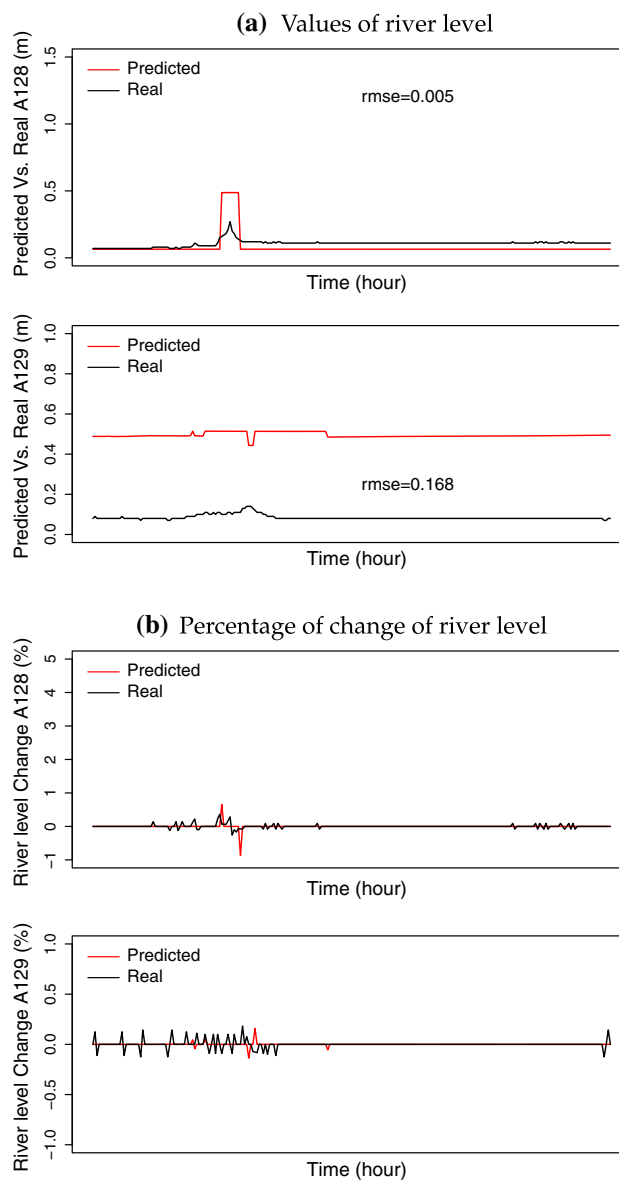 (a) Values of river level
Predicted Vs. Real A128 (m)
1.5
1.0
0.5
0.0
Predicted
Real
rmse=0.005
Time (hour)
Predicted Vs. Real A129 (m)
1.0
0.8
0.6
0.4
0.2
0.0
Predicted
Real
rmse=0.168
Time (hour)
(b) Percentage of change of river level
River level Change A128 (%)
5
4
3
2
1
0
−1
Predicted
Real
Time (hour)
River level Change A129 (%)
1.0
0.5
0.0
−0.5
−1.0
Predicted
Real
Time (hour)